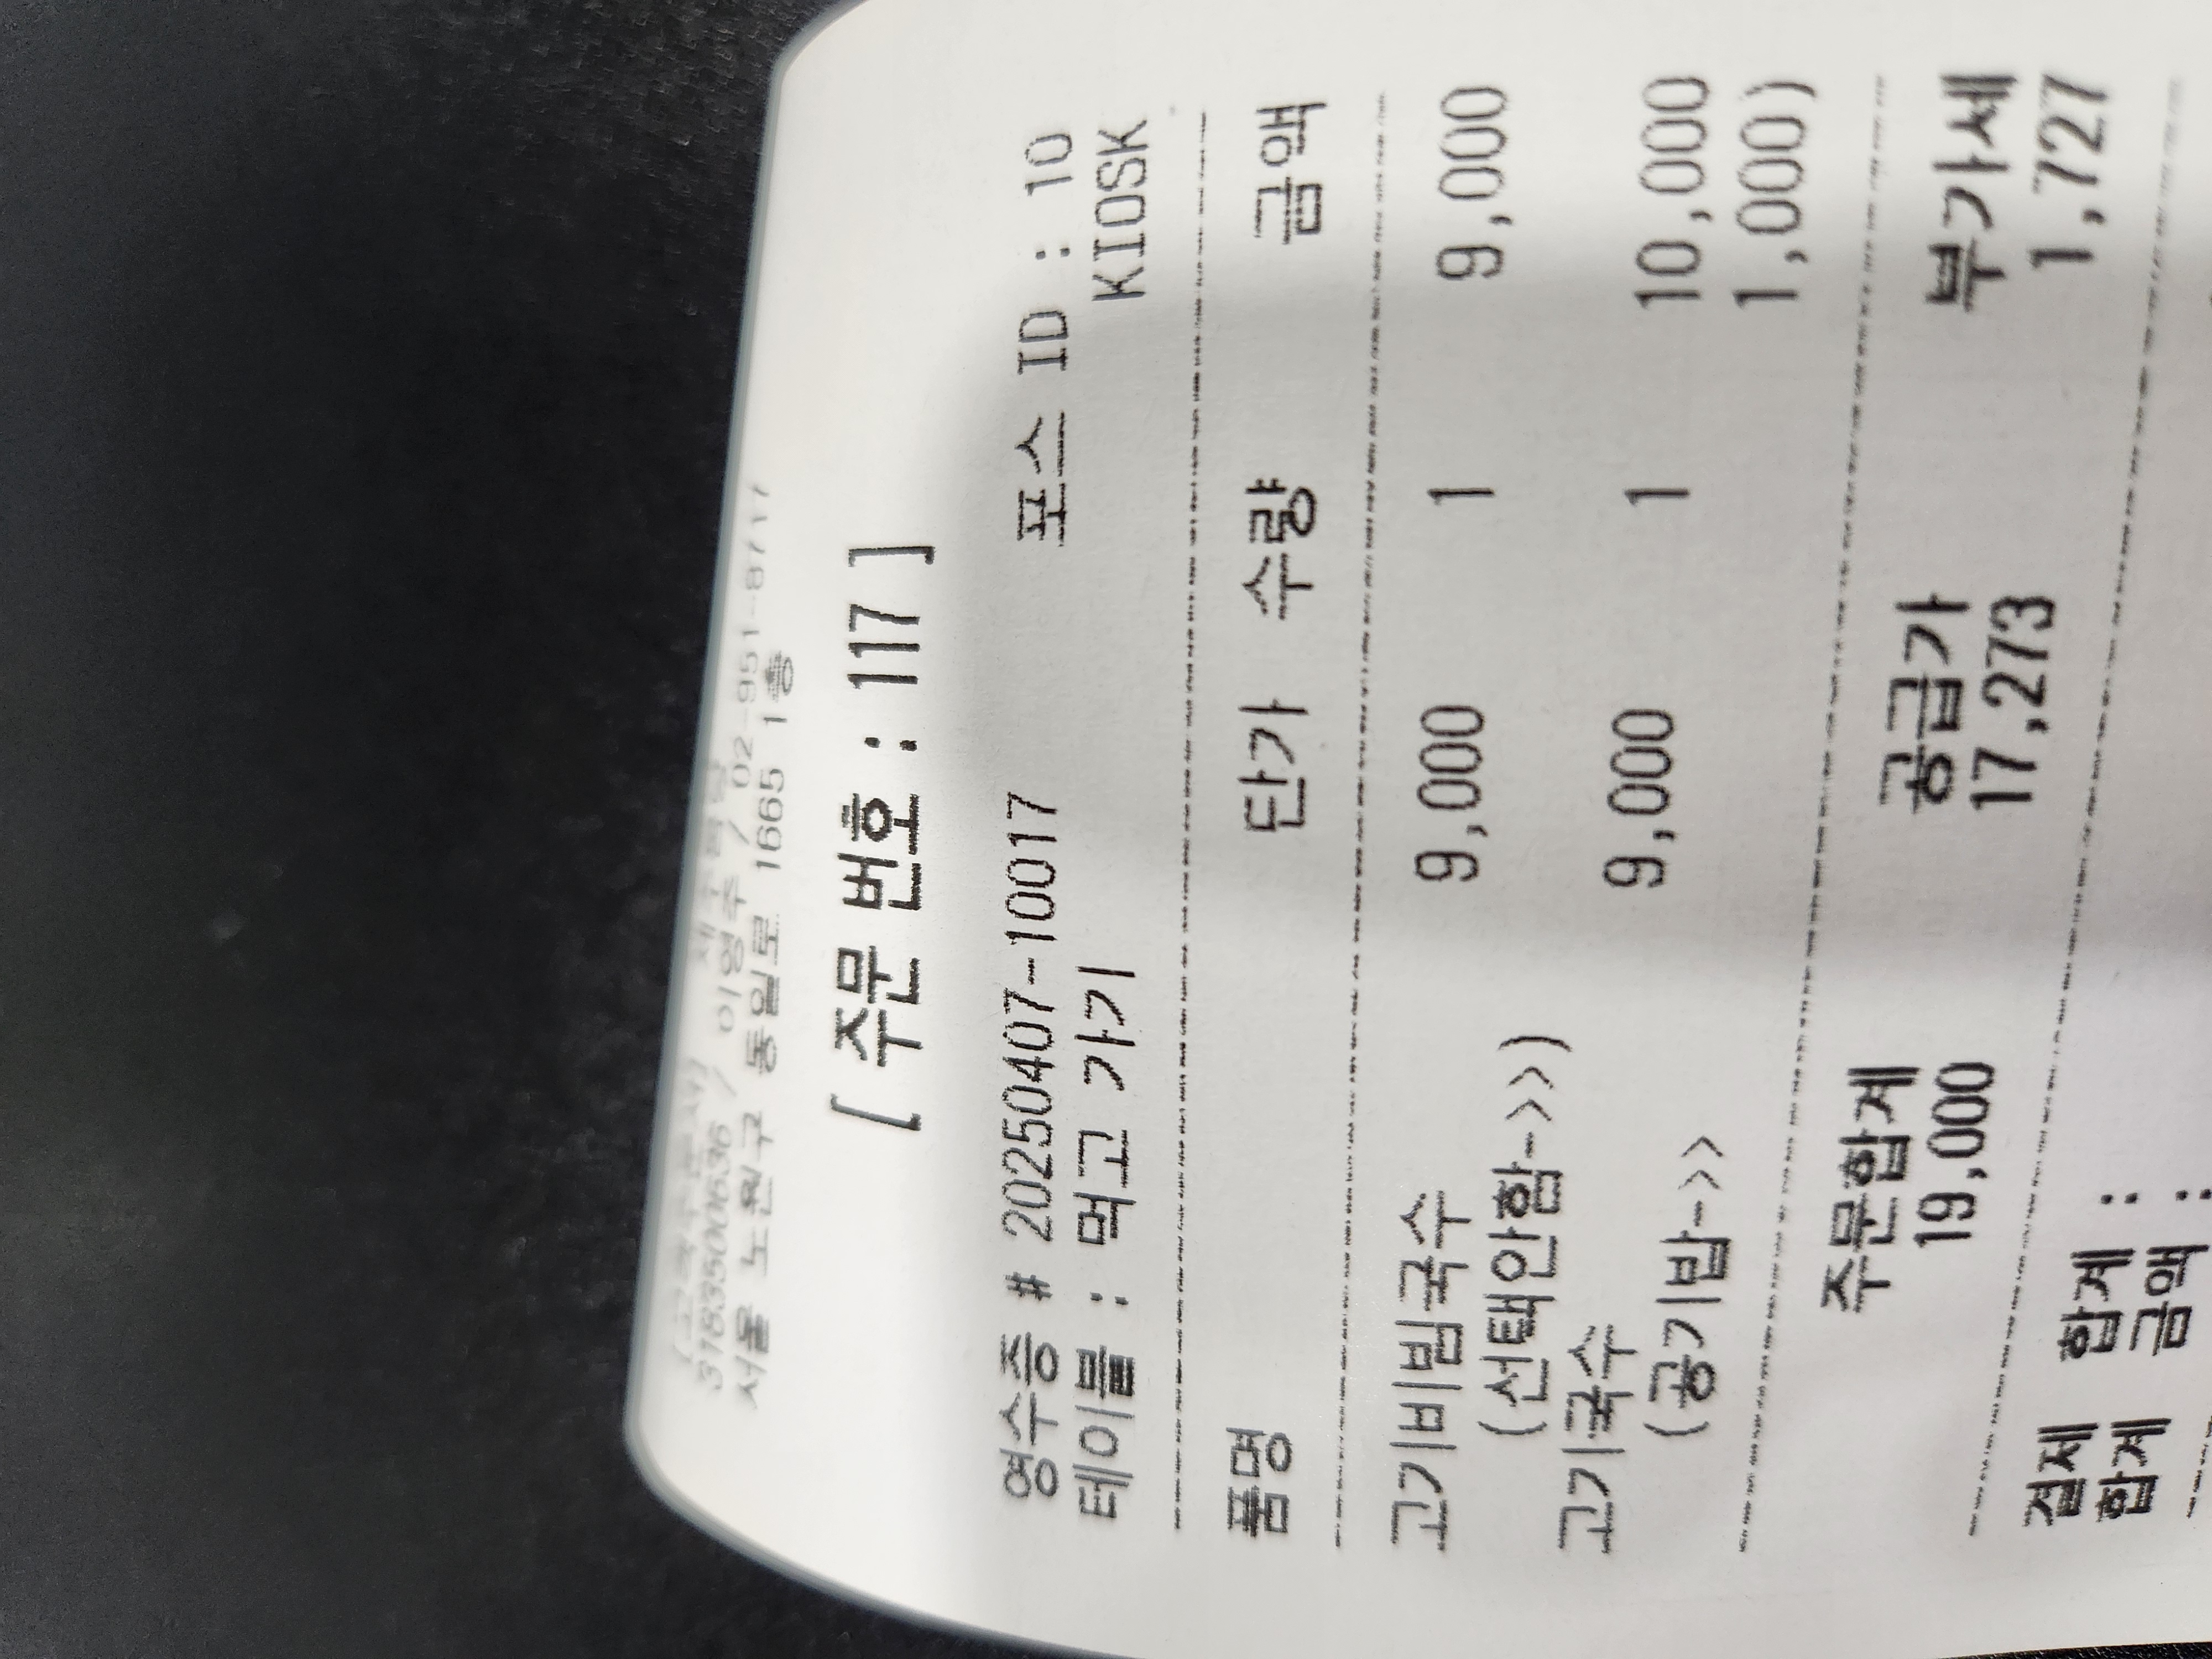 3783500636 / 이영주 / 02-951-8717
서울 노원구 동일로 1665 1층
[ 주문 번호 : 117 ]
영수증 # 20250407-10017 포스 ID : 10
테이블 : 먹고 가기 KIOSK
품명 단가 수량 금액
고기비빔국수 9,000 1 9,000
(선택안함->>)
고기국수 9,000 1 10,000
(공기밥->> 1,000)
주문합계 공급가 부가세
19,000 17,273 1,727
결제 합계 :
합계 금액 :